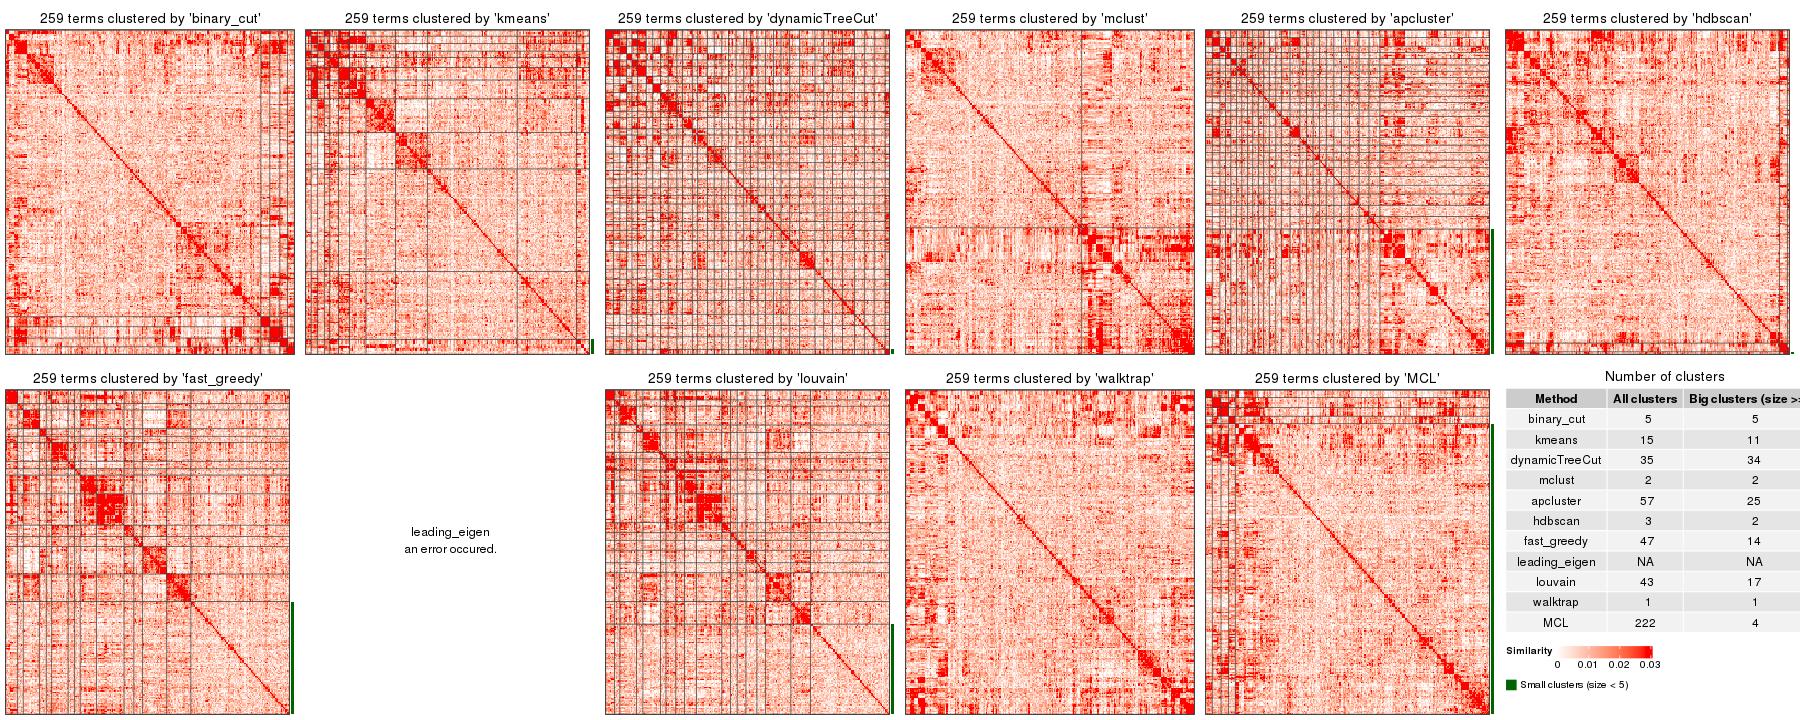 259 terms clustered by 'binary_cut'
259 terms clustered by 'kmeans'
259 terms clustered by 'dynamicTreeCut'
259 terms clustered by 'mclust'
259 terms clustered by 'apcluster'
259 terms clustered by 'hdbscan'
259 terms clustered by 'fast_greedy'
leading_eigen
an error occured.
259 terms clustered by 'louvain'
259 terms clustered by 'walktrap'
259 terms clustered by 'MCL'
Number of clusters
Method All clusters Big clusters (size >=
binary_cut 5 5
kmeans 15 11
dynamicTreeCut 35 34
mclust 2 2
apcluster 57 25
hdbscan 3 2
fast_greedy 47 14
leading_eigen NA NA
louvain 43 17
walktrap 1 1
MCL 222 4
Similarity
0 0.01 0.02 0.03
Small clusters (size < 5)